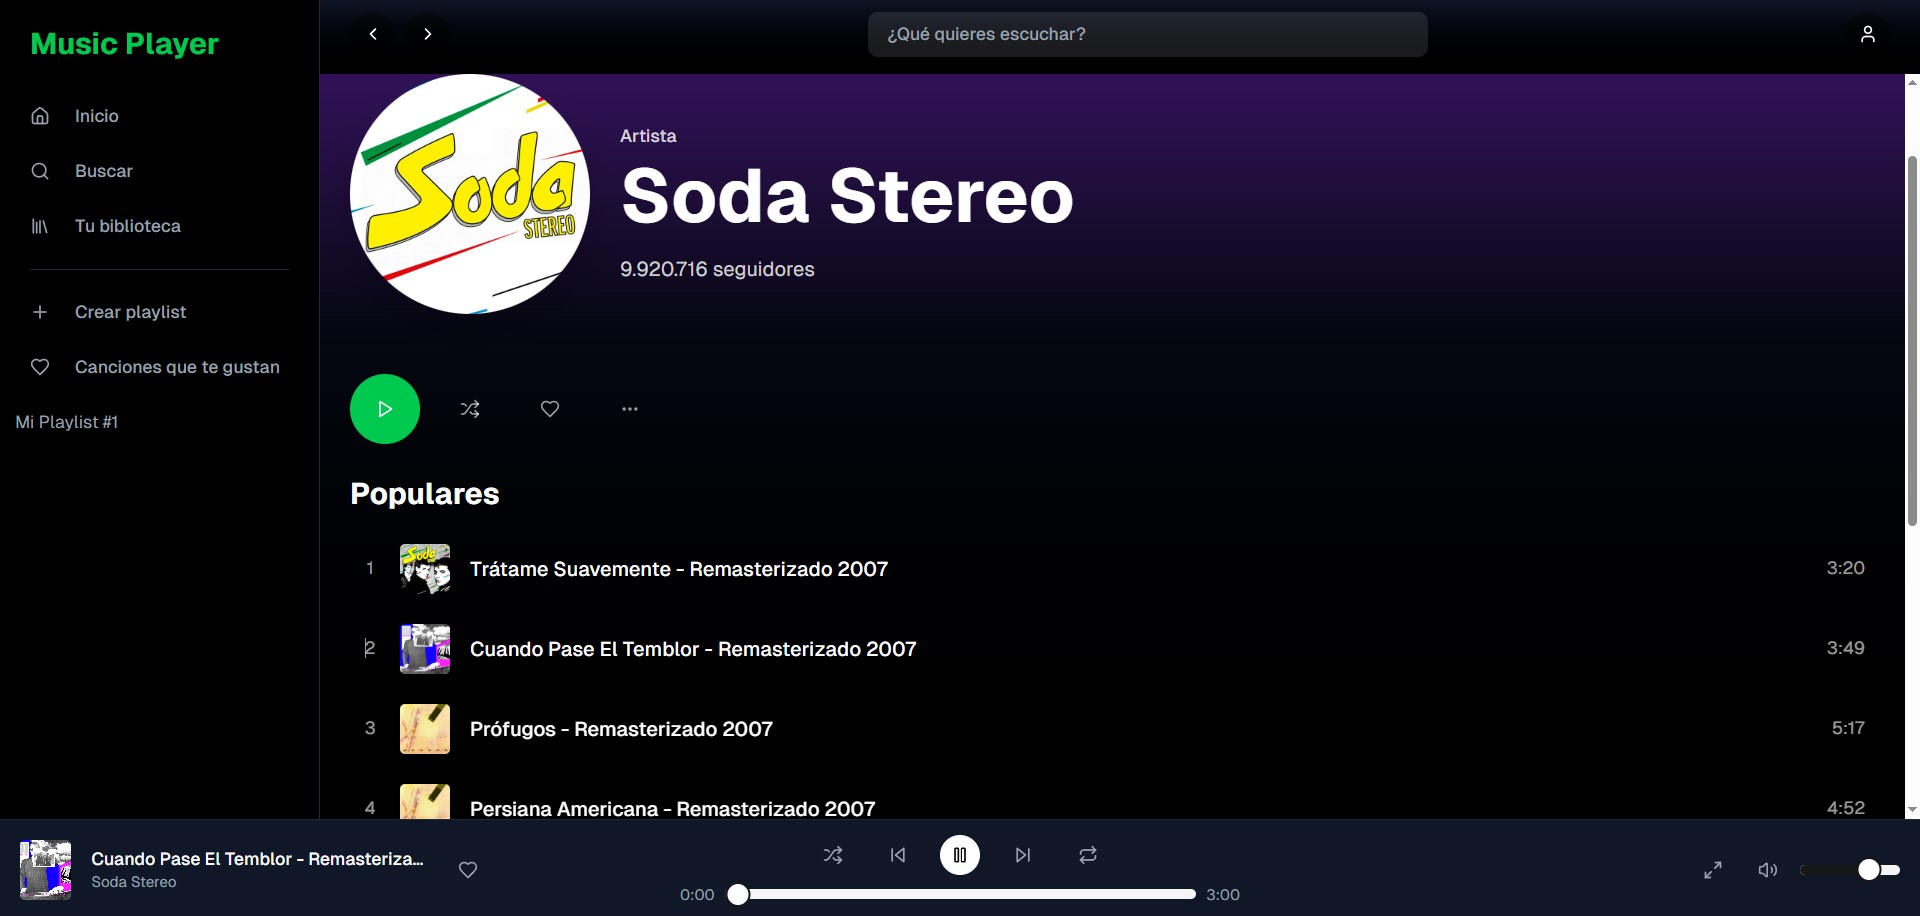 Music Player
Inicio
Buscar
Tu biblioteca
Crear playlist
Canciones que te gustan
Mi Playlist #1
¿Qué quieres escuchar?
Soda
STEREO
Artista
Soda Stereo
9.920.716 seguidores
Populares
1 Trátame Suavemente - Remasterizado 2007 3:20
2 Cuando Pase El Temblor - Remasterizado 2007 3:49
3 Prófugos - Remasterizado 2007 5:17
4 Persiana Americana - Remasterizado 2007 4:52
Cuando Pase El Temblor - Remasteriza...
Soda Stereo
0:00 3:00